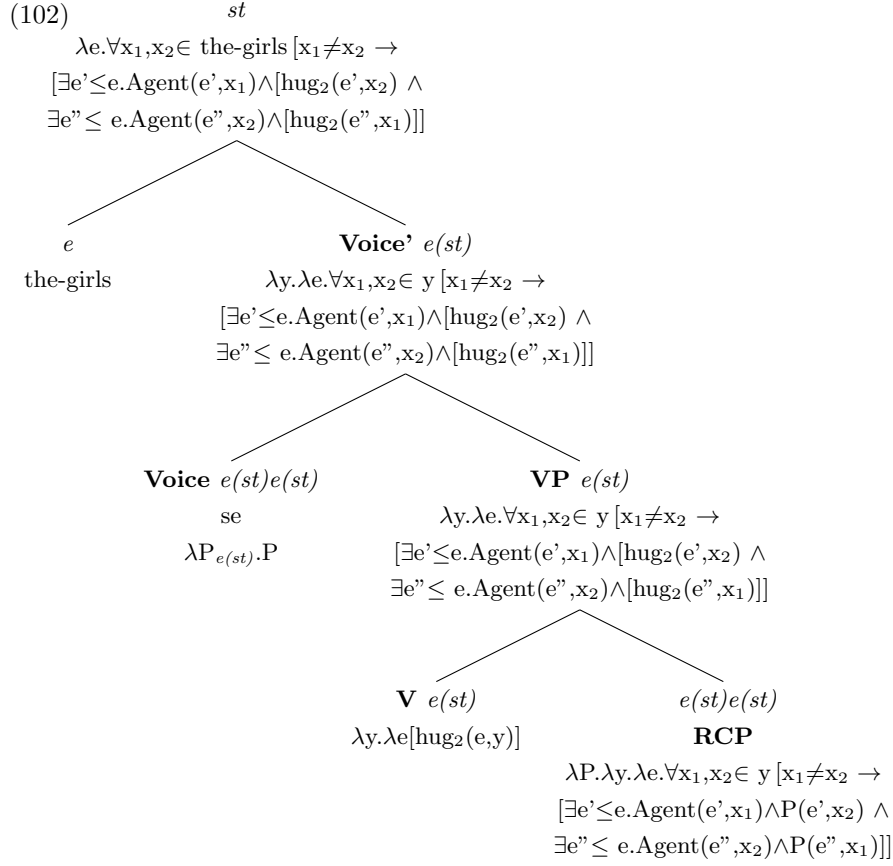 (102) st
λe.∀x₁,x₂∈ the-girls [x₁≠x₂ →
[∃e'≤e.Agent(e',x₁)∧[hug₂(e',x₂) ∧
∃e"≤ e.Agent(e",x₂)∧[hug₂(e",x₁)]]
e Voice' e(st)
the-girls λy.λe.∀x₁,x₂∈ y [x₁≠x₂ →
[∃e'≤e.Agent(e',x₁)∧[hug₂(e',x₂) ∧
∃e"≤ e.Agent(e",x₂)∧[hug₂(e",x₁)]]
Voice e(st)e(st) VP e(st)
se λy.λe.∀x₁,x₂∈ y [x₁≠x₂ →
λP_e(st).P [∃e'≤e.Agent(e',x₁)∧[hug₂(e',x₂) ∧
∃e"≤ e.Agent(e",x₂)∧[hug₂(e",x₁)]]
V e(st) e(st)e(st)
λy.λe[hug₂(e,y)] RCP
λP.λy.λe.∀x₁,x₂∈ y [x₁≠x₂ →
[∃e'≤e.Agent(e',x₁)∧P(e',x₂) ∧
∃e"≤ e.Agent(e",x₂)∧P(e",x₁)]]